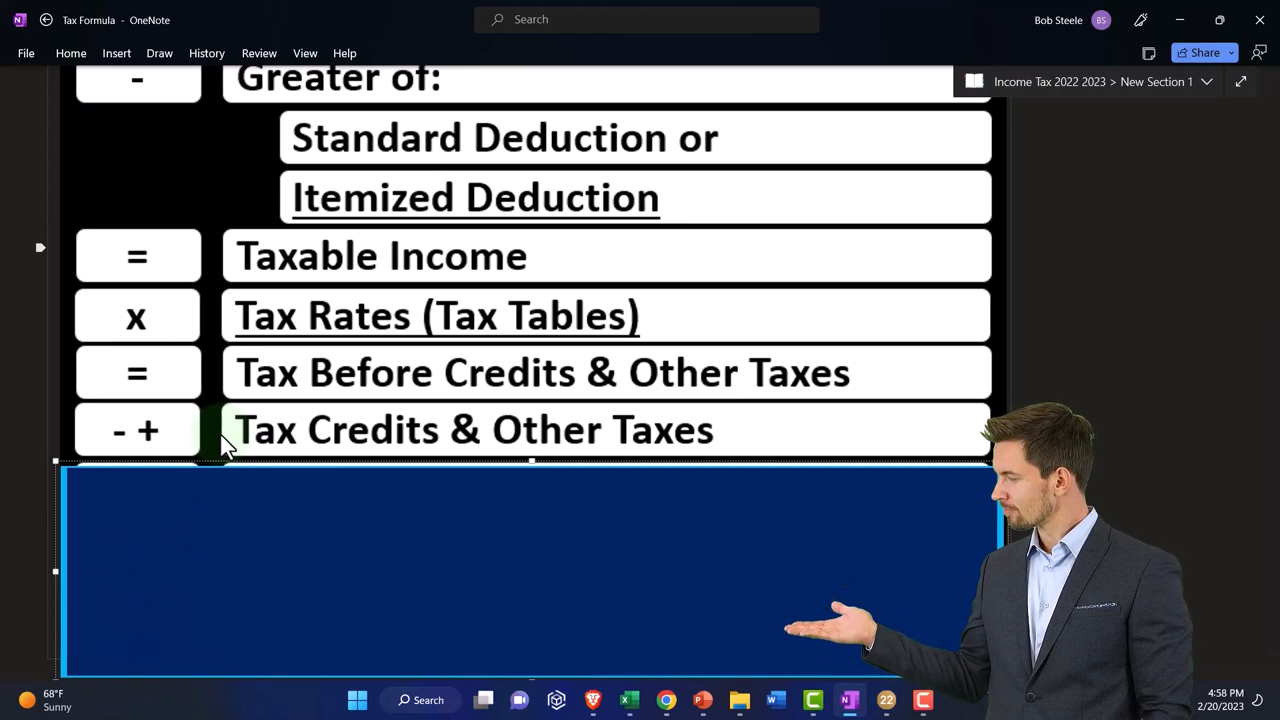 Tax Formula - OneNote
Search
Bob Steele
BS
File Home Insert Draw History Review View Help
Share
Income Tax 2022 2023 > New Section 1
- Greater of:
Standard Deduction or
Itemized Deduction
= Taxable Income
x Tax Rates (Tax Tables)
= Tax Before Credits & Other Taxes
- + Tax Credits & Other Taxes
68°F
Sunny
Search
22
4:58 PM
2/20/2023